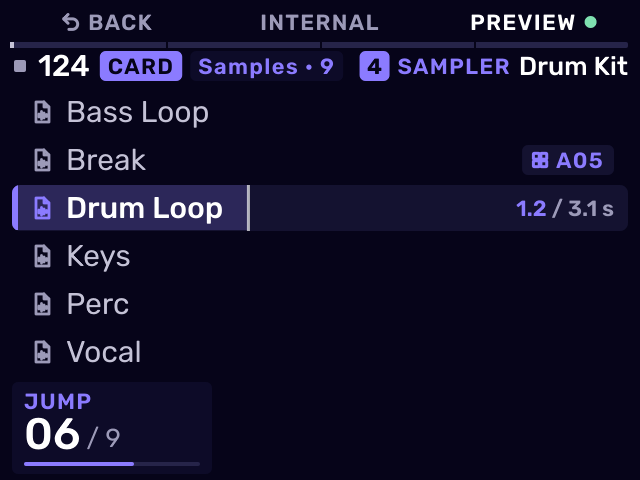 BACK INTERNAL PREVIEW
124 CARD Samples • 9 4 SAMPLER Drum Kit
Bass Loop
Break A05
Drum Loop 1.2 / 3.1 s
Keys
Perc
Vocal
JUMP
06 / 9